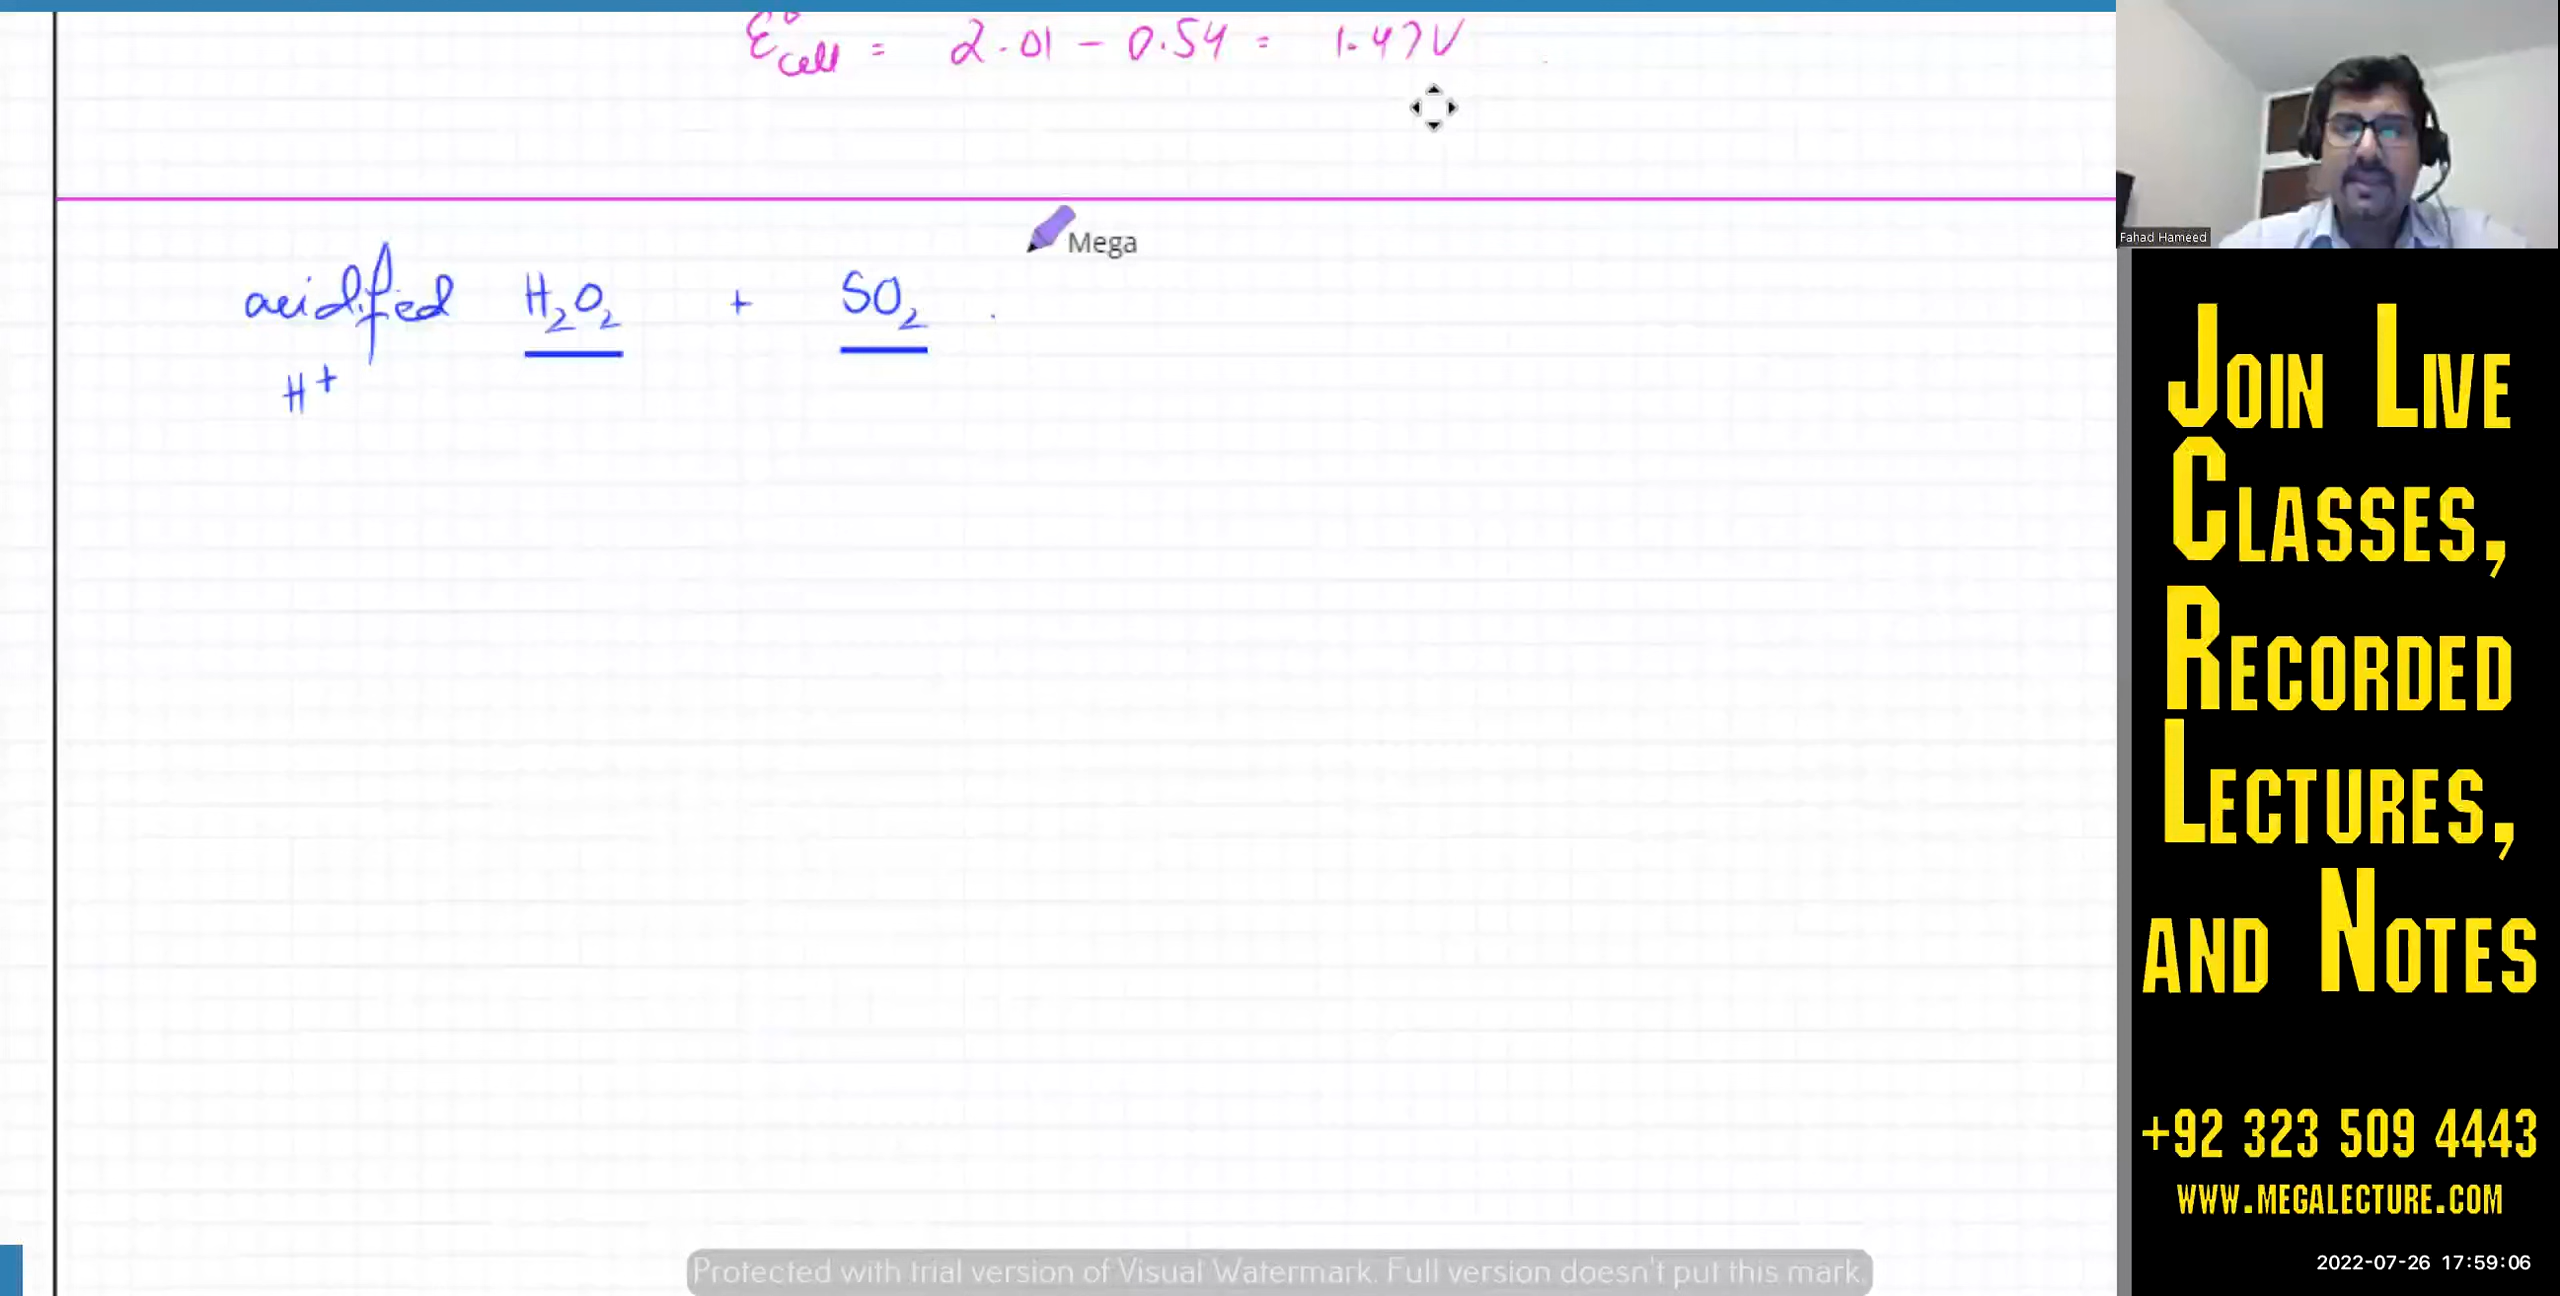 Ɛ°cell = 2.01 - 0.54 = 1.47V
Mega
acidified H₂O₂ + SO₂
H⁺
Fahad Hameed
JOIN LIVE
CLASSES,
RECORDED
LECTURES,
AND NOTES
+92 323 509 4443
WWW.MEGALECTURE.COM
2022-07-26 17:59:06
Protected with trial version of Visual Watermark. Full version doesn't put this mark.